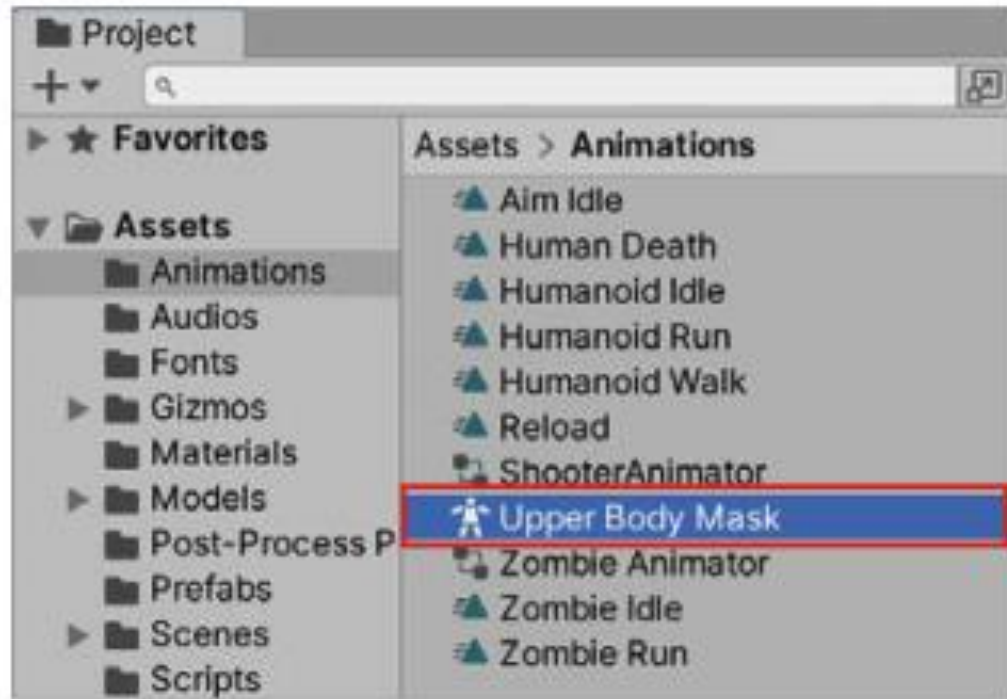 Project
Favorites
Assets
Animations
Audios
Fonts
Gizmos
Materials
Models
Post-Process P
Prefabs
Scenes
Scripts
Assets > Animations
Aim Idle
Human Death
Humanoid Idle
Humanoid Run
Humanoid Walk
Reload
ShooterAnimator
Upper Body Mask
Zombie Animator
Zombie Idle
Zombie Run